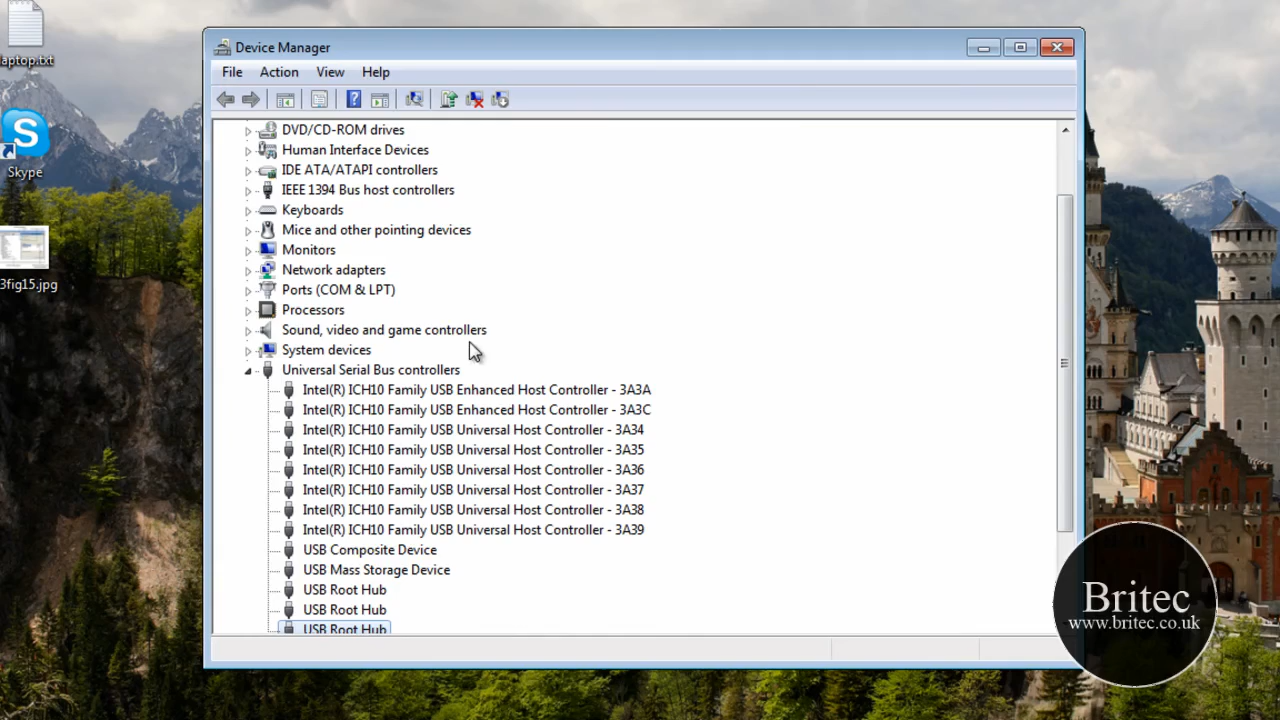 aptop.txt
Skype
3fig15.jpg
Device Manager
File Action View Help
DVD/CD-ROM drives
Human Interface Devices
IDE ATA/ATAPI controllers
IEEE 1394 Bus host controllers
Keyboards
Mice and other pointing devices
Monitors
Network adapters
Ports (COM & LPT)
Processors
Sound, video and game controllers
System devices
Universal Serial Bus controllers
Intel(R) ICH10 Family USB Enhanced Host Controller - 3A3A
Intel(R) ICH10 Family USB Enhanced Host Controller - 3A3C
Intel(R) ICH10 Family USB Universal Host Controller - 3A34
Intel(R) ICH10 Family USB Universal Host Controller - 3A35
Intel(R) ICH10 Family USB Universal Host Controller - 3A36
Intel(R) ICH10 Family USB Universal Host Controller - 3A37
Intel(R) ICH10 Family USB Universal Host Controller - 3A38
Intel(R) ICH10 Family USB Universal Host Controller - 3A39
USB Composite Device
USB Mass Storage Device
USB Root Hub
USB Root Hub
USB Root Hub
Britec
www.britec.co.uk